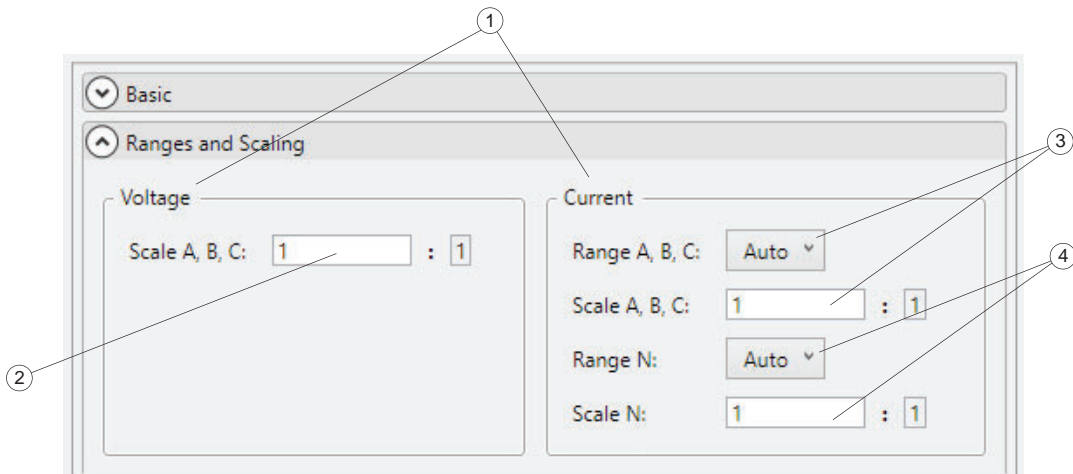 1
Basic
Ranges and Scaling
3
Voltage
Scale A, B, C: 1 : 1
Current
Range A, B, C: Auto
Scale A, B, C: 1 : 1
Range N: Auto
Scale N: 1 : 1
4
2